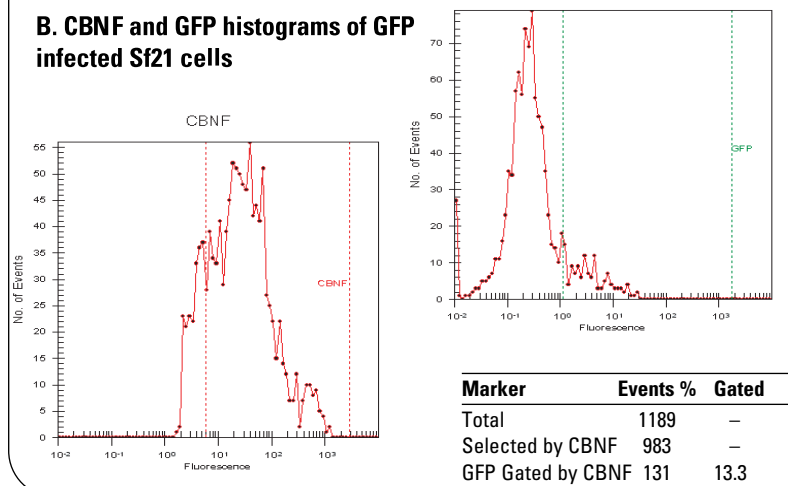 B. CBNF and GFP histograms of GFP
infected Sf21 cells
CBNF
No. of Events
55
50
45
40
35
30
25
20
15
10
5
0
CBNF
10-2 10-1 100 101 102 103
Fluorescence
No. of Events
70
60
50
40
30
20
10
0
GFP
10-2 10-1 100 101 102 103
Fluorescence
Marker Events % Gated
Total 1189 –
Selected by CBNF 983 –
GFP Gated by CBNF 131 13.3